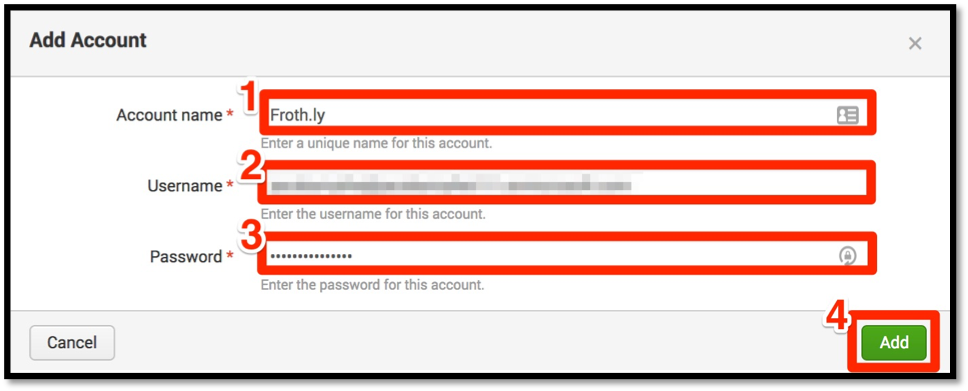 Add Account
1
Account name * Froth.ly
Enter a unique name for this account.
2
Username *
Enter the username for this account.
3
Password * •••••••••••••••
Enter the password for this account.
4
Cancel Add